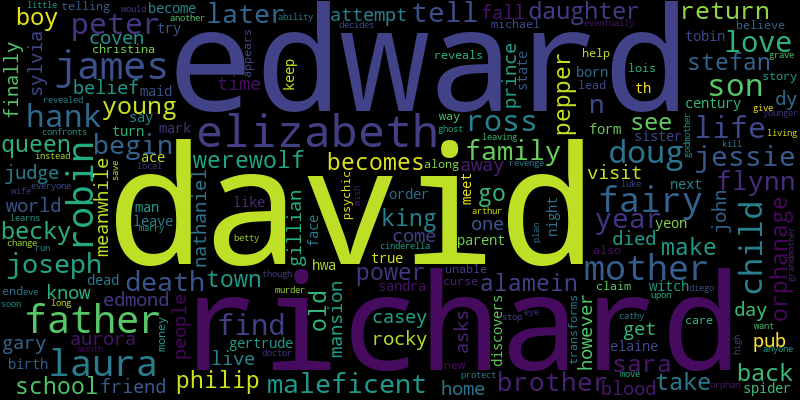 boy peter later attempt tell fall daughter return
little telling become another would ability try
coven christina eventually decides appears michael
love believe tobin grave
finally sylvia james edward prince reveals help lois
hank belief maid keep state born lead th stefan
young time pepper son story dy
say way n century revealed
queen begin turn. mark elizabeth ross see life give
form sister
judge ace werewolf family doug jessie
instead save local ghost leaving away becomes along
meanwhile world robin david fairy visit younger kill living
man like psychic meet order next godmother
wife everyone leave nathaniel face wish go year flynn
becky learns king one night luke john
change run marry betty arthur parent died yeon also
joseph gillian cinderella come plan make
dead death town true hwa power unable alamein mother child orphanage
end eve know sandra curse witch diego grandmother
soon long edmond richard murder claim upon
father people find old mansion casey discovers however day
money though stop eye transforms cathy care want pub
gary aurora rocky asks get high anyone
month gertrude elaine
birth laura live doctor new sara back
school friend philip maleficent home protect brother blood move take orphan spider